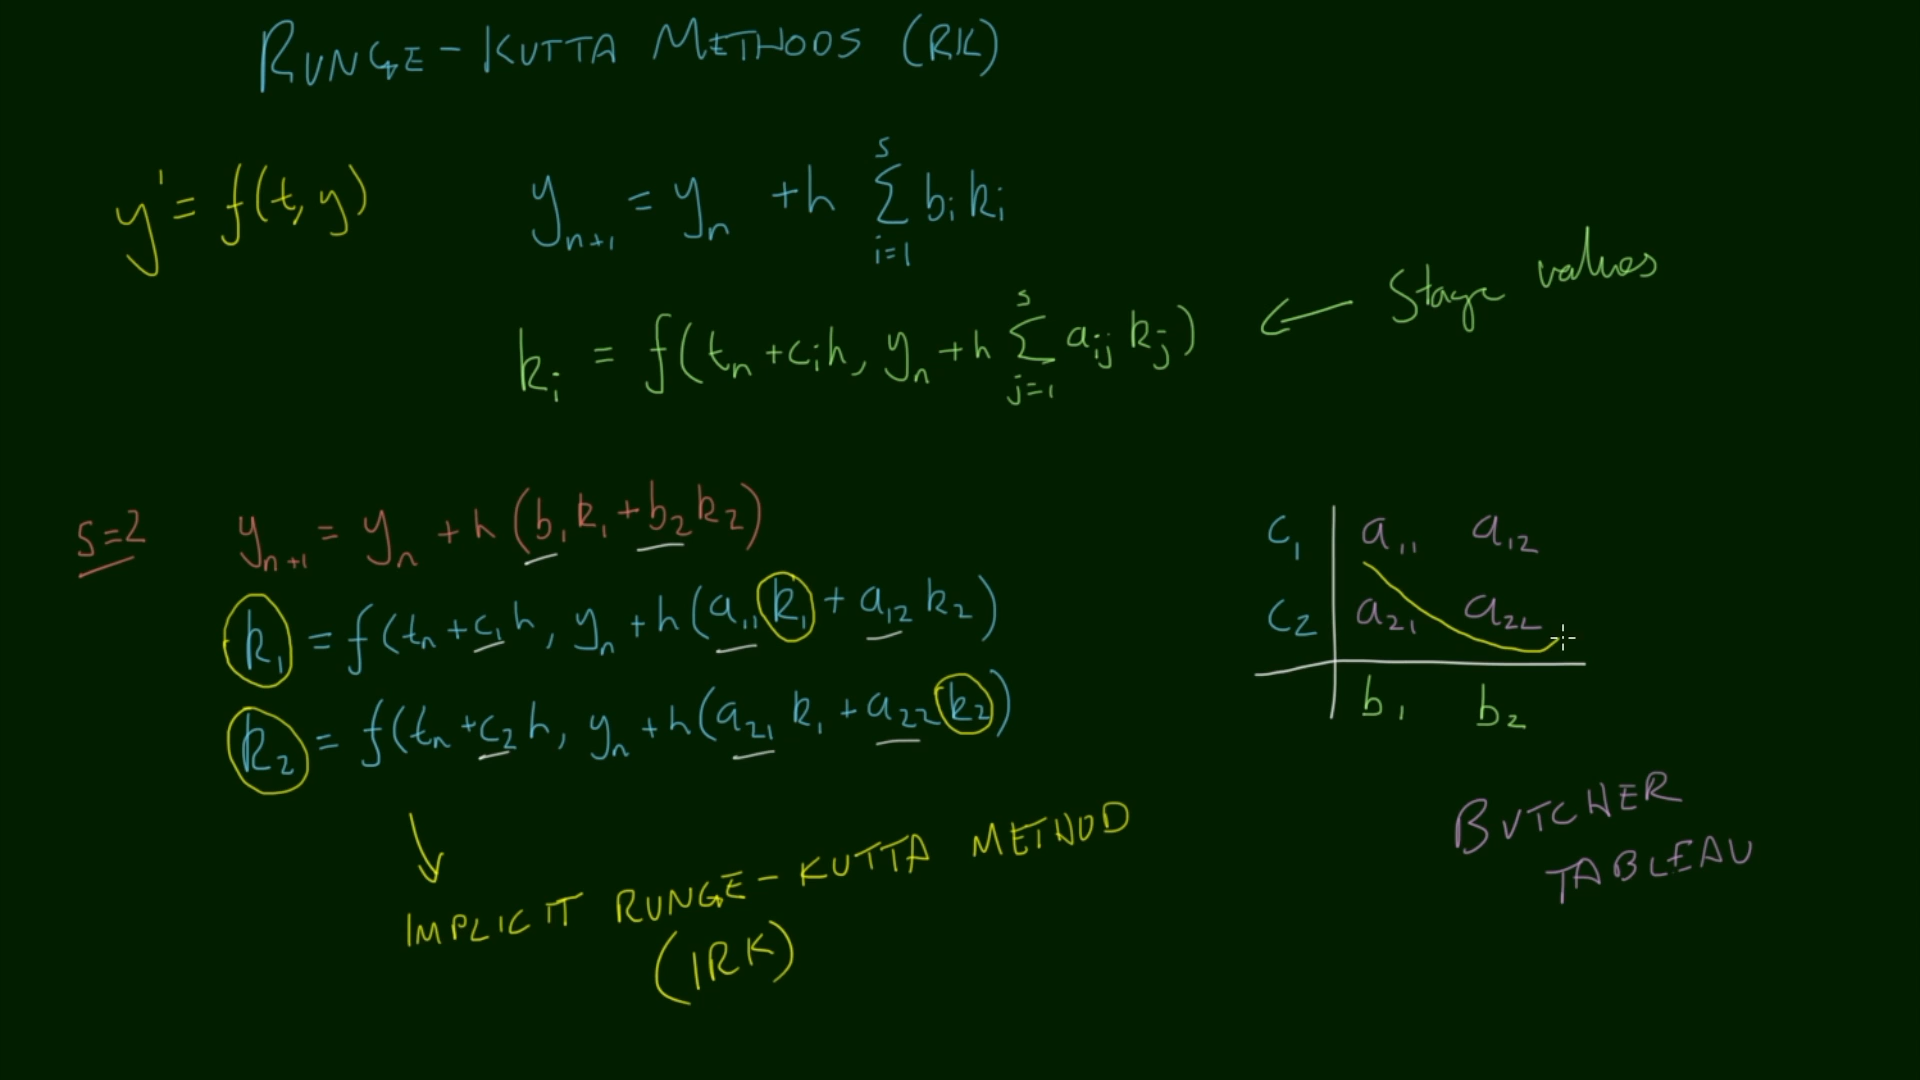 RUNGE-KUTTA METHODS (RK)
y' = f(t, y)
y_{n+1} = y_n + h \sum_{i=1}^{s} b_i k_i
k_i = f(t_n + c_i h, y_n + h \sum_{j=1}^{s} a_{ij} k_j) ← Stage values
s=2
y_{n+1} = y_n + h (b_1 k_1 + b_2 k_2)
k_1 = f(t_n + c_1 h, y_n + h (a_{11} k_1 + a_{12} k_2)
k_2 = f(t_n + c_2 h, y_n + h (a_{21} k_1 + a_{22} k_2))
↓
IMPLICIT RUNGE-KUTTA METHOD
(IRK)
c_1 | a_{11} a_{12}
c_2 | a_{21} a_{22}
b_1 b_2
BUTCHER
TABLEAU